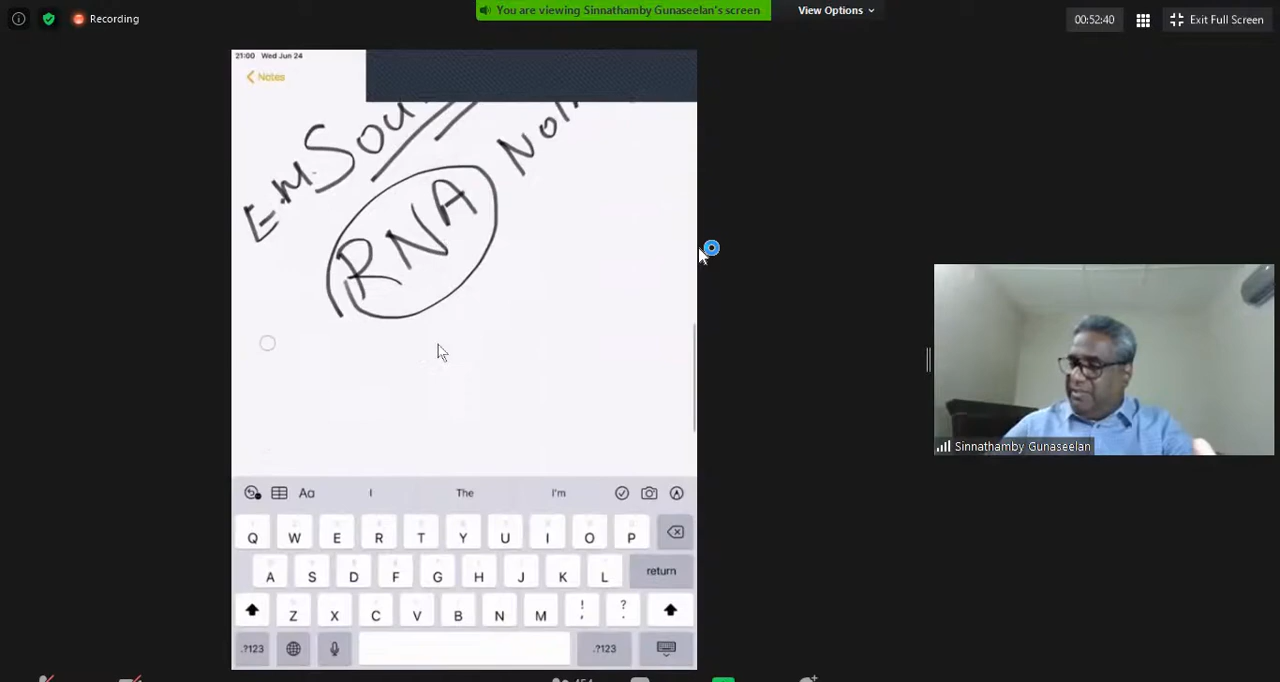 Recording
You are viewing Sinnathamby Gunaseelan's screen
View Options
00:52:40
Exit Full Screen
21:00 Wed Jun 24
Notes
RNA
Sinnathamby Gunaseelan
Aa I The I'm
Q W E R T Y U I O P
A S D F G H J K L return
Z X C V B N M ! , ? .
.?123 .?123